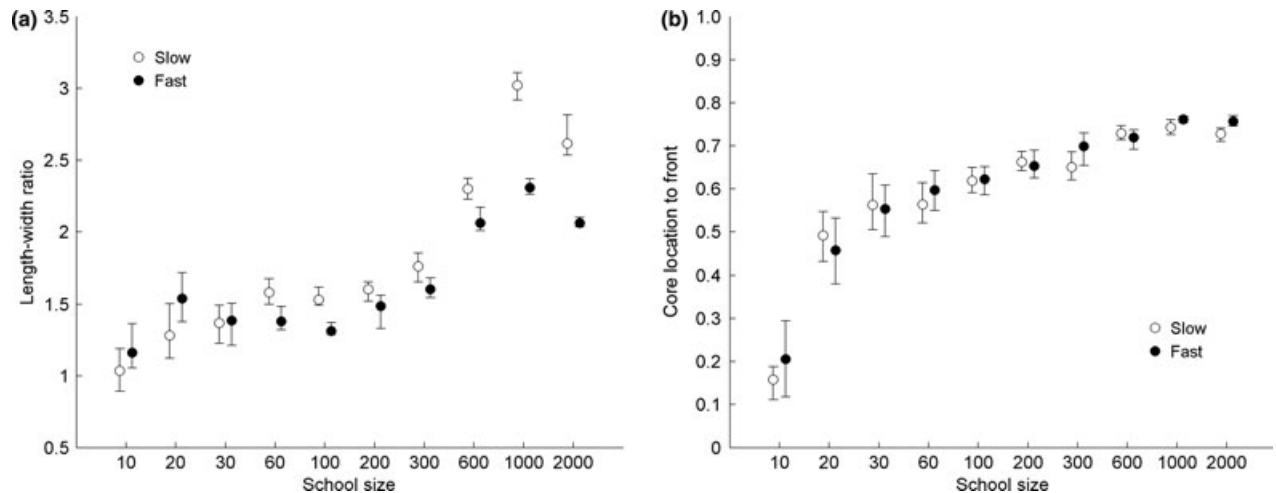 (a)
3.5
3
2.5
2
1.5
1
0.5
Length-width ratio
Slow
Fast
10 20 30 60 100 200 300 600 1000 2000
School size
(b)
1.0
0.9
0.8
0.7
0.6
0.5
0.4
0.3
0.2
0.1
0
Core location to front
Slow
Fast
10 20 30 60 100 200 300 600 1000 2000
School size